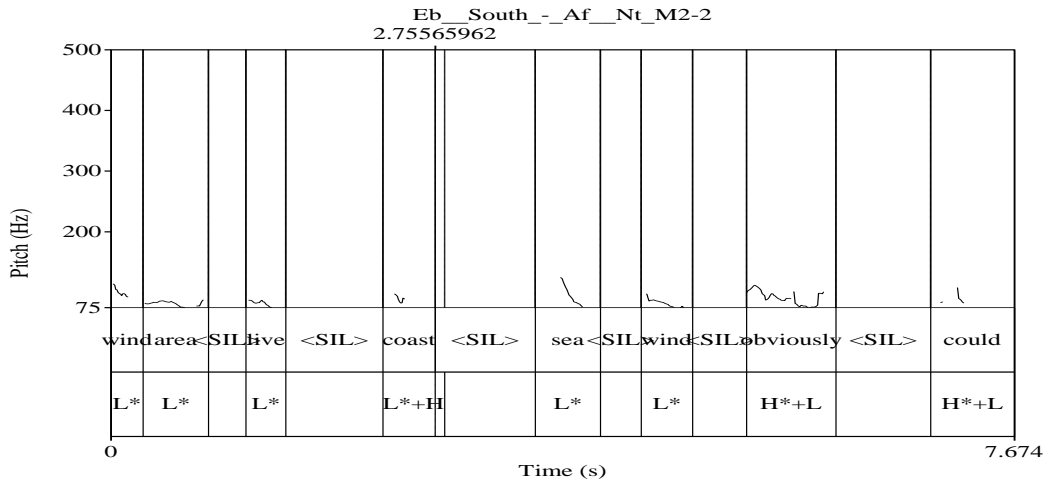 Eb__South_-_Af__Nt_M2-2
2.75565962
500
400
300
200
75
Pitch (Hz)
wind area <SIL> live <SIL> coast <SIL> sea <SIL> wind <SIL> obviously <SIL> could
L* L* L* L*+H L* L* H*+L H*+L
0 7.674
Time (s)